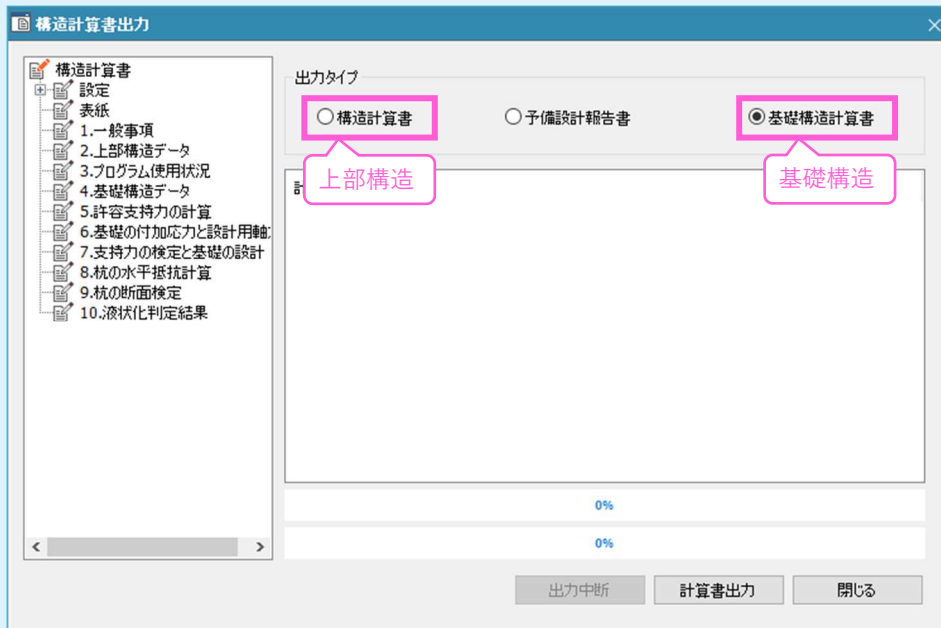 構造計算書出力
構造計算書
設定
表紙
1.一般事項
2.上部構造データ
3.プログラム使用状況
4.基礎構造データ
5.許容支持力の計算
6.基礎の付加応力と設計用軸
7.支持力の検定と基礎の設計
8.杭の水平抵抗計算
9.杭の断面検定
10.液状化判定結果
出力タイプ
構造計算書
予備設計報告書
基礎構造計算書
上部構造
基礎構造
0%
0%
出力中断
計算書出力
閉じる